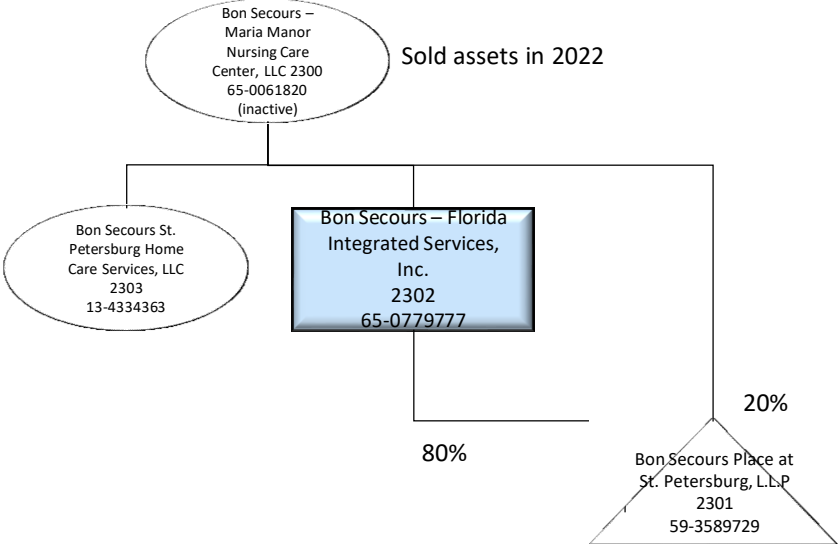 Bon Secours –
Maria Manor
Nursing Care
Center, LLC 2300
65-0061820
(inactive)
Sold assets in 2022
Bon Secours St.
Petersburg Home
Care Services, LLC
2303
13-4334363
Bon Secours – Florida
Integrated Services,
Inc.
2302
65-0779777
80%
20%
Bon Secours Place at
St. Petersburg, L.L.P
2301
59-3589729